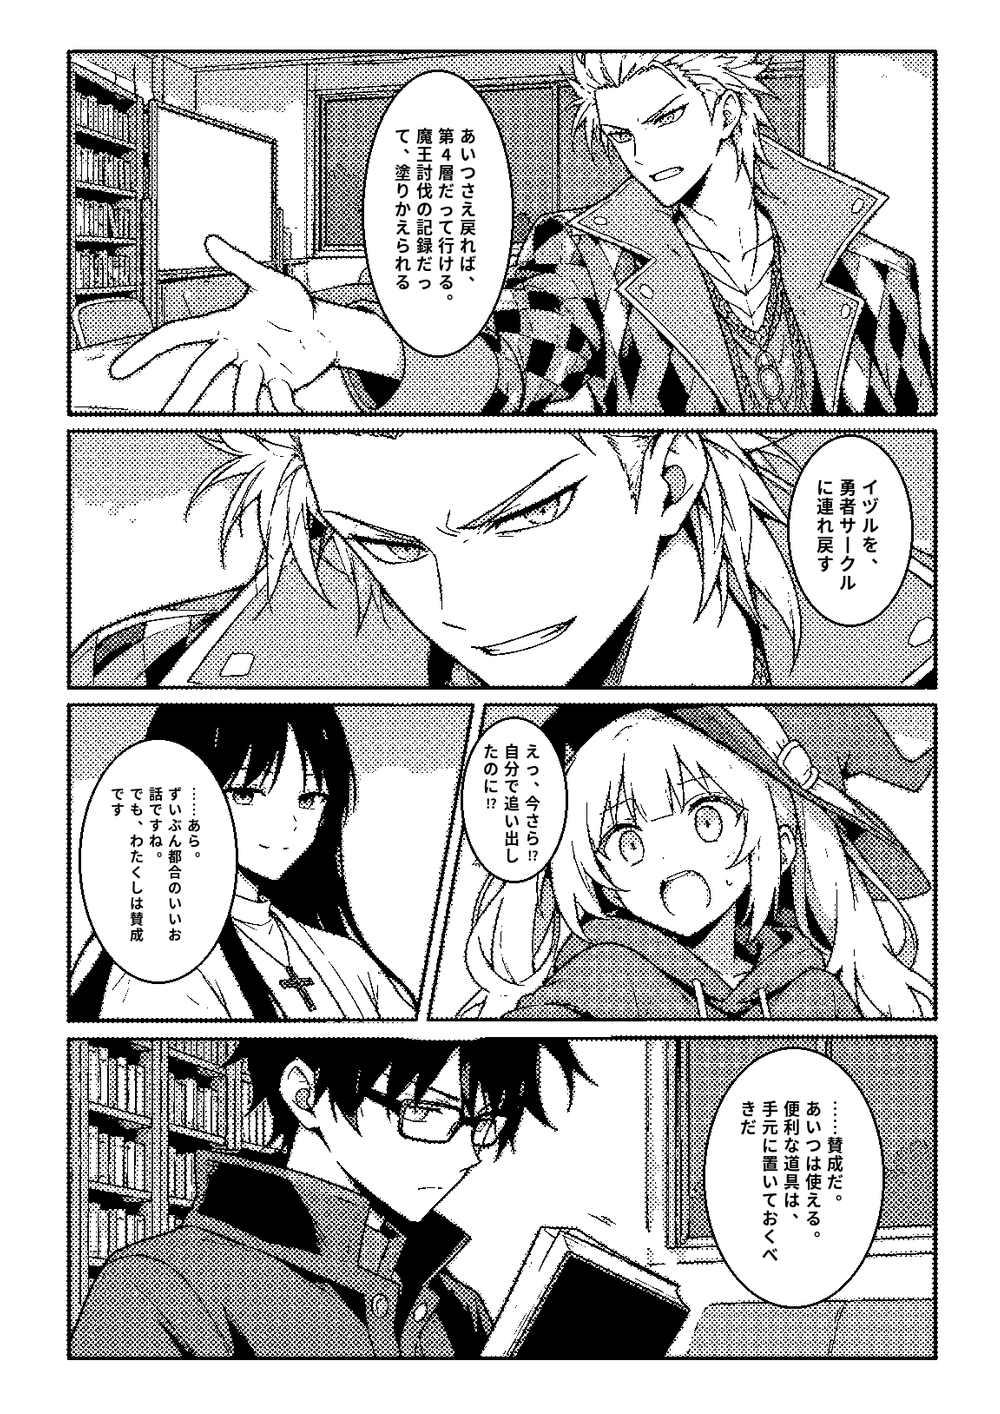 あいつさえ戻れば、
第4層だって行ける。
魔王討伐の記録だっ
て、塗りかえられる
イヅルを、
勇者サークル
に連れ戻す
えっ、今さら!?
自分で追い出し
たのに!?
……あら。
ずいぶん都合のいいお
話ですね。
でも、わたくしは賛成
です
……賛成だ。
あいつは使える。
便利な道具は、
手元に置いておくべ
きだ